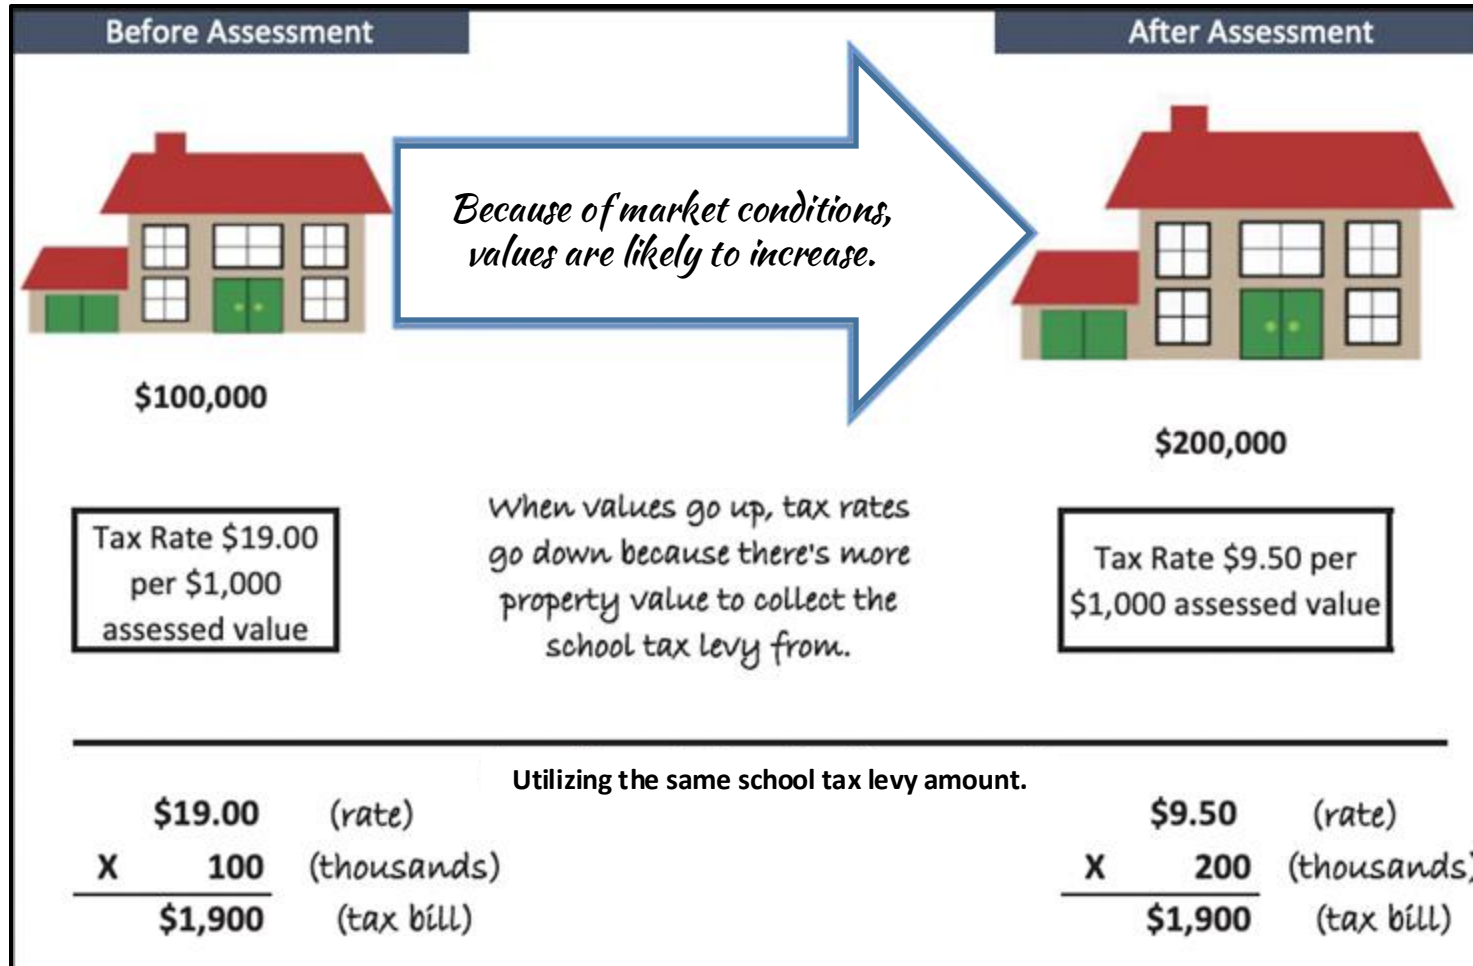 Before Assessment
After Assessment
Because of market conditions,
values are likely to increase.
$100,000
$200,000
Tax Rate $19.00
per $1,000
assessed value
When values go up, tax rates
go down because there's more
property value to collect the
school tax levy from.
Tax Rate $9.50 per
$1,000 assessed value
Utilizing the same school tax levy amount.
$19.00 (rate)
X 100 (thousands)
$1,900 (tax bill)
$9.50 (rate)
X 200 (thousands)
$1,900 (tax bill)